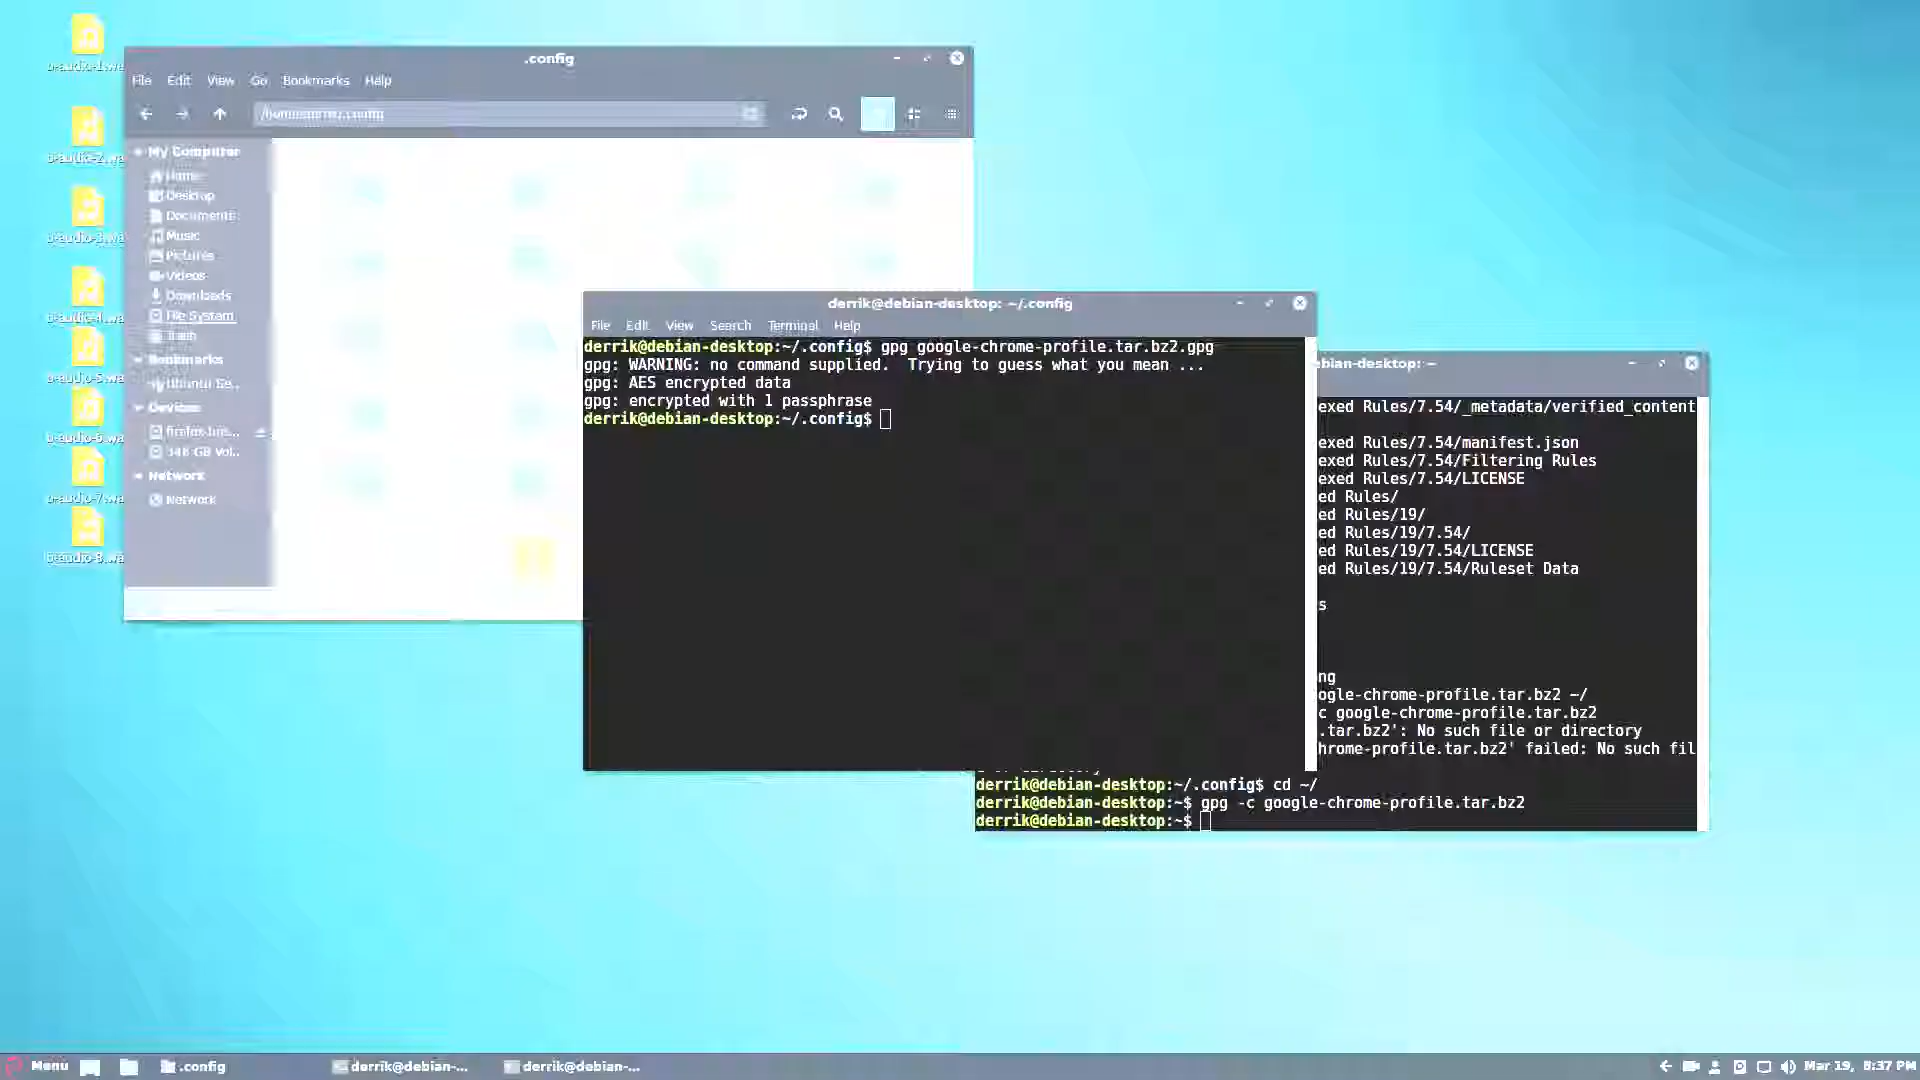 .config
File Edit View Go Bookmarks Help
My Computer
Home
Desktop
Documents
Music
Pictures
Videos
Downloads
File System
Trash
Bookmarks
Ubuntu Se...
Devices
346 GB Vol...
Network
Network
derrik@debian-desktop: ~/.config
File Edit View Search Terminal Help
derrik@debian-desktop:~/.config$ gpg google-chrome-profile.tar.bz2.gpg
gpg: WARNING: no command supplied.  Trying to guess what you mean ...
gpg: AES encrypted data
gpg: encrypted with 1 passphrase
derrik@debian-desktop:~/.config$
ebian-desktop: ~
exed Rules/7.54/_metadata/verified_content
exed Rules/7.54/manifest.json
exed Rules/7.54/Filtering Rules
exed Rules/7.54/LICENSE
ed Rules/
ed Rules/19/
ed Rules/19/7.54/
ed Rules/19/7.54/LICENSE
ed Rules/19/7.54/Ruleset Data
s
ng
ogle-chrome-profile.tar.bz2 ~/
c google-chrome-profile.tar.bz2
.tar.bz2': No such file or directory
hrome-profile.tar.bz2' failed: No such fil
derrik@debian-desktop:~/.config$ cd ~/
derrik@debian-desktop:~$ gpg -c google-chrome-profile.tar.bz2
derrik@debian-desktop:~$
Menu .config derrik@debian-... derrik@debian-... Mar 19, 8:37 PM